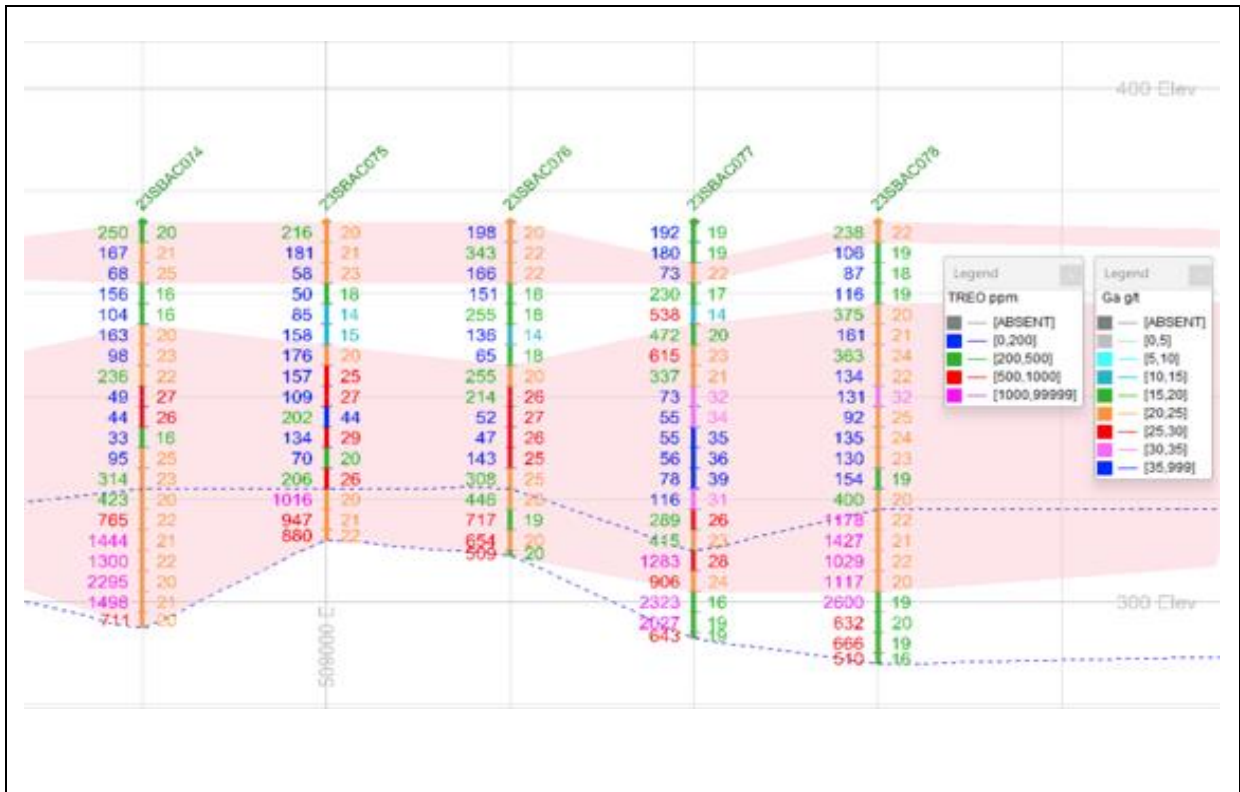 400 Elev
23SBAC074 23SBAC075 23SBAC076 23SBAC077 23SBAC078
250 20 216 20 198 20 192 19 238 22
167 21 181 21 343 22 180 19 106 19
68 25 58 23 166 22 73 22 87 18
156 16 50 18 151 16 230 17 116 19
104 16 85 14 255 18 538 14 375 20
163 20 158 15 136 14 472 20 161 21
98 23 176 20 65 18 615 23 363 24
236 22 157 25 255 20 337 21 134 22
49 27 109 27 214 26 73 32 131 32
44 26 202 44 52 27 55 34 92 25
33 16 134 29 47 26 55 35 135 24
95 25 70 20 143 25 56 36 130 23
314 23 206 26 308 25 78 39 154 19
423 20 1016 20 446 20 116 31 400 20
765 22 947 21 717 19 289 26 1178 22
1444 21 880 22 654 20 415 23 1427 21
1300 22 509 20 1283 28 1029 22
2295 20 906 24 1117 20
1498 21 2323 16 2600 19
711 20 2027 19 632 20
643 19 666 19
510 16
Legend
TREO ppm
[ABSENT]
[0,200]
[200,500]
[500,1000]
[1000,99999]
Legend
Ga g/t
[ABSENT]
[0,5]
[5,10]
[10,15]
[15,20]
[20,25]
[25,30]
[30,35]
[35,999]
300 Elev
509000 E